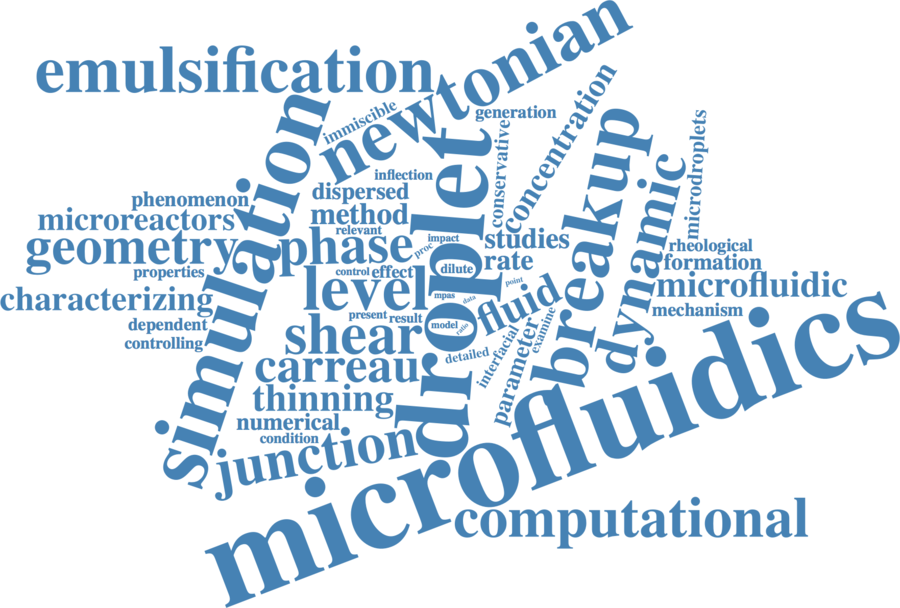 emulsification
newtonian
simulation
immiscible
generation
concentration
droplet
conservative
breakup
microdroplets
inflection
dispersed
phenomenon
method
microreactors
relevant
geometry
phase
impact
proc
studies
dynamic
rheological
rate
formation
properties
control
effect
dilute
level
point
fluid
microfluidic
characterizing
mpas
data
mechanism
present
result
model
ratio
dependent
shear
controlling
detailed
interfacial
parameter
examine
carreau
thinning
numerical
condition
junction
microfluidics
computational